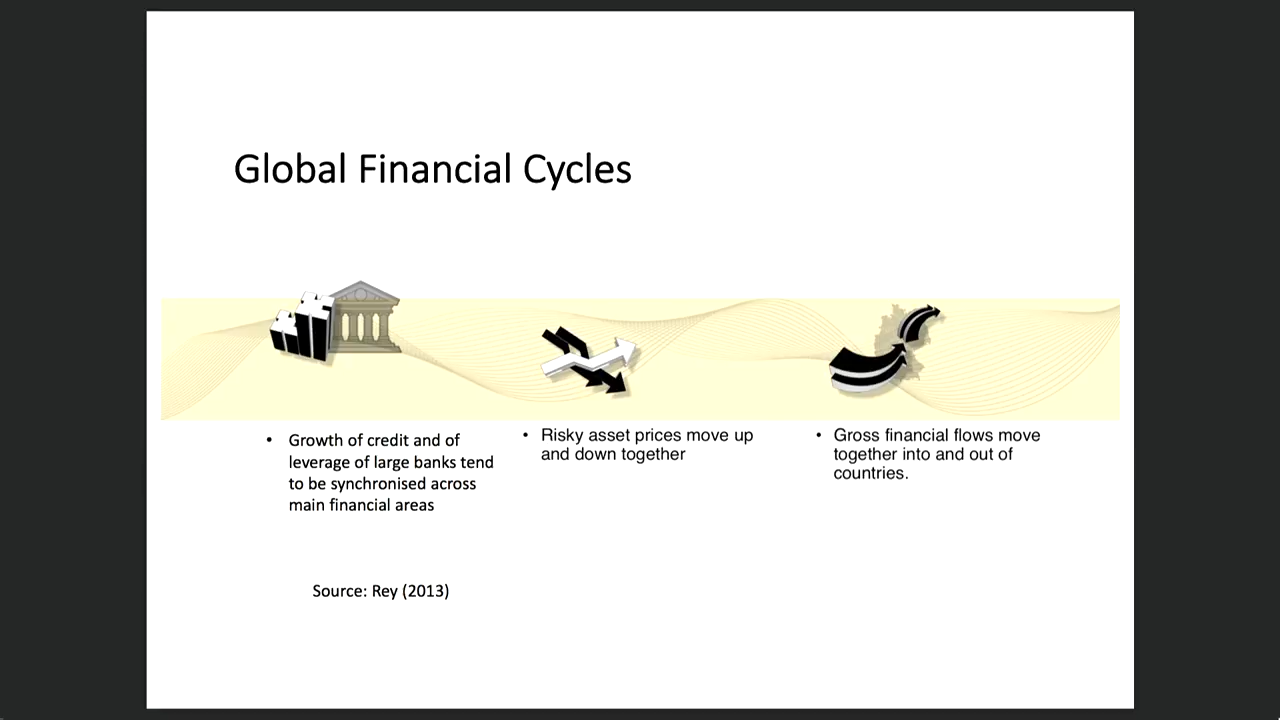 Global Financial Cycles
• Growth of credit and of
leverage of large banks tend
to be synchronised across
main financial areas
• Risky asset prices move up
and down together
• Gross financial flows move
together into and out of
countries.
Source: Rey (2013)